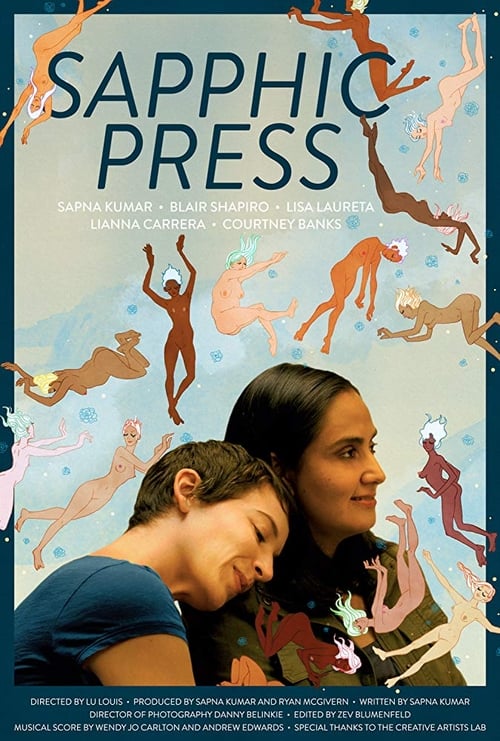 SAPPHIC
PRESS
SAPNA KUMAR • BLAIR SHAPIRO • LISA LAURETA
LIANNA CARRERA • COURTNEY BANKS
DIRECTED BY LU LOUIS • PRODUCED BY SAPNA KUMAR AND RYAN MCGIVERN • WRITTEN BY SAPNA KUMAR
DIRECTOR OF PHOTOGRAPHY DANNY BELINKIE • EDITED BY ZEV BLUMENFELD
MUSICAL SCORE BY WENDY JO CARLTON AND ANDREW EDWARDS • SPECIAL THANKS TO THE CREATIVE ARTISTS LAB